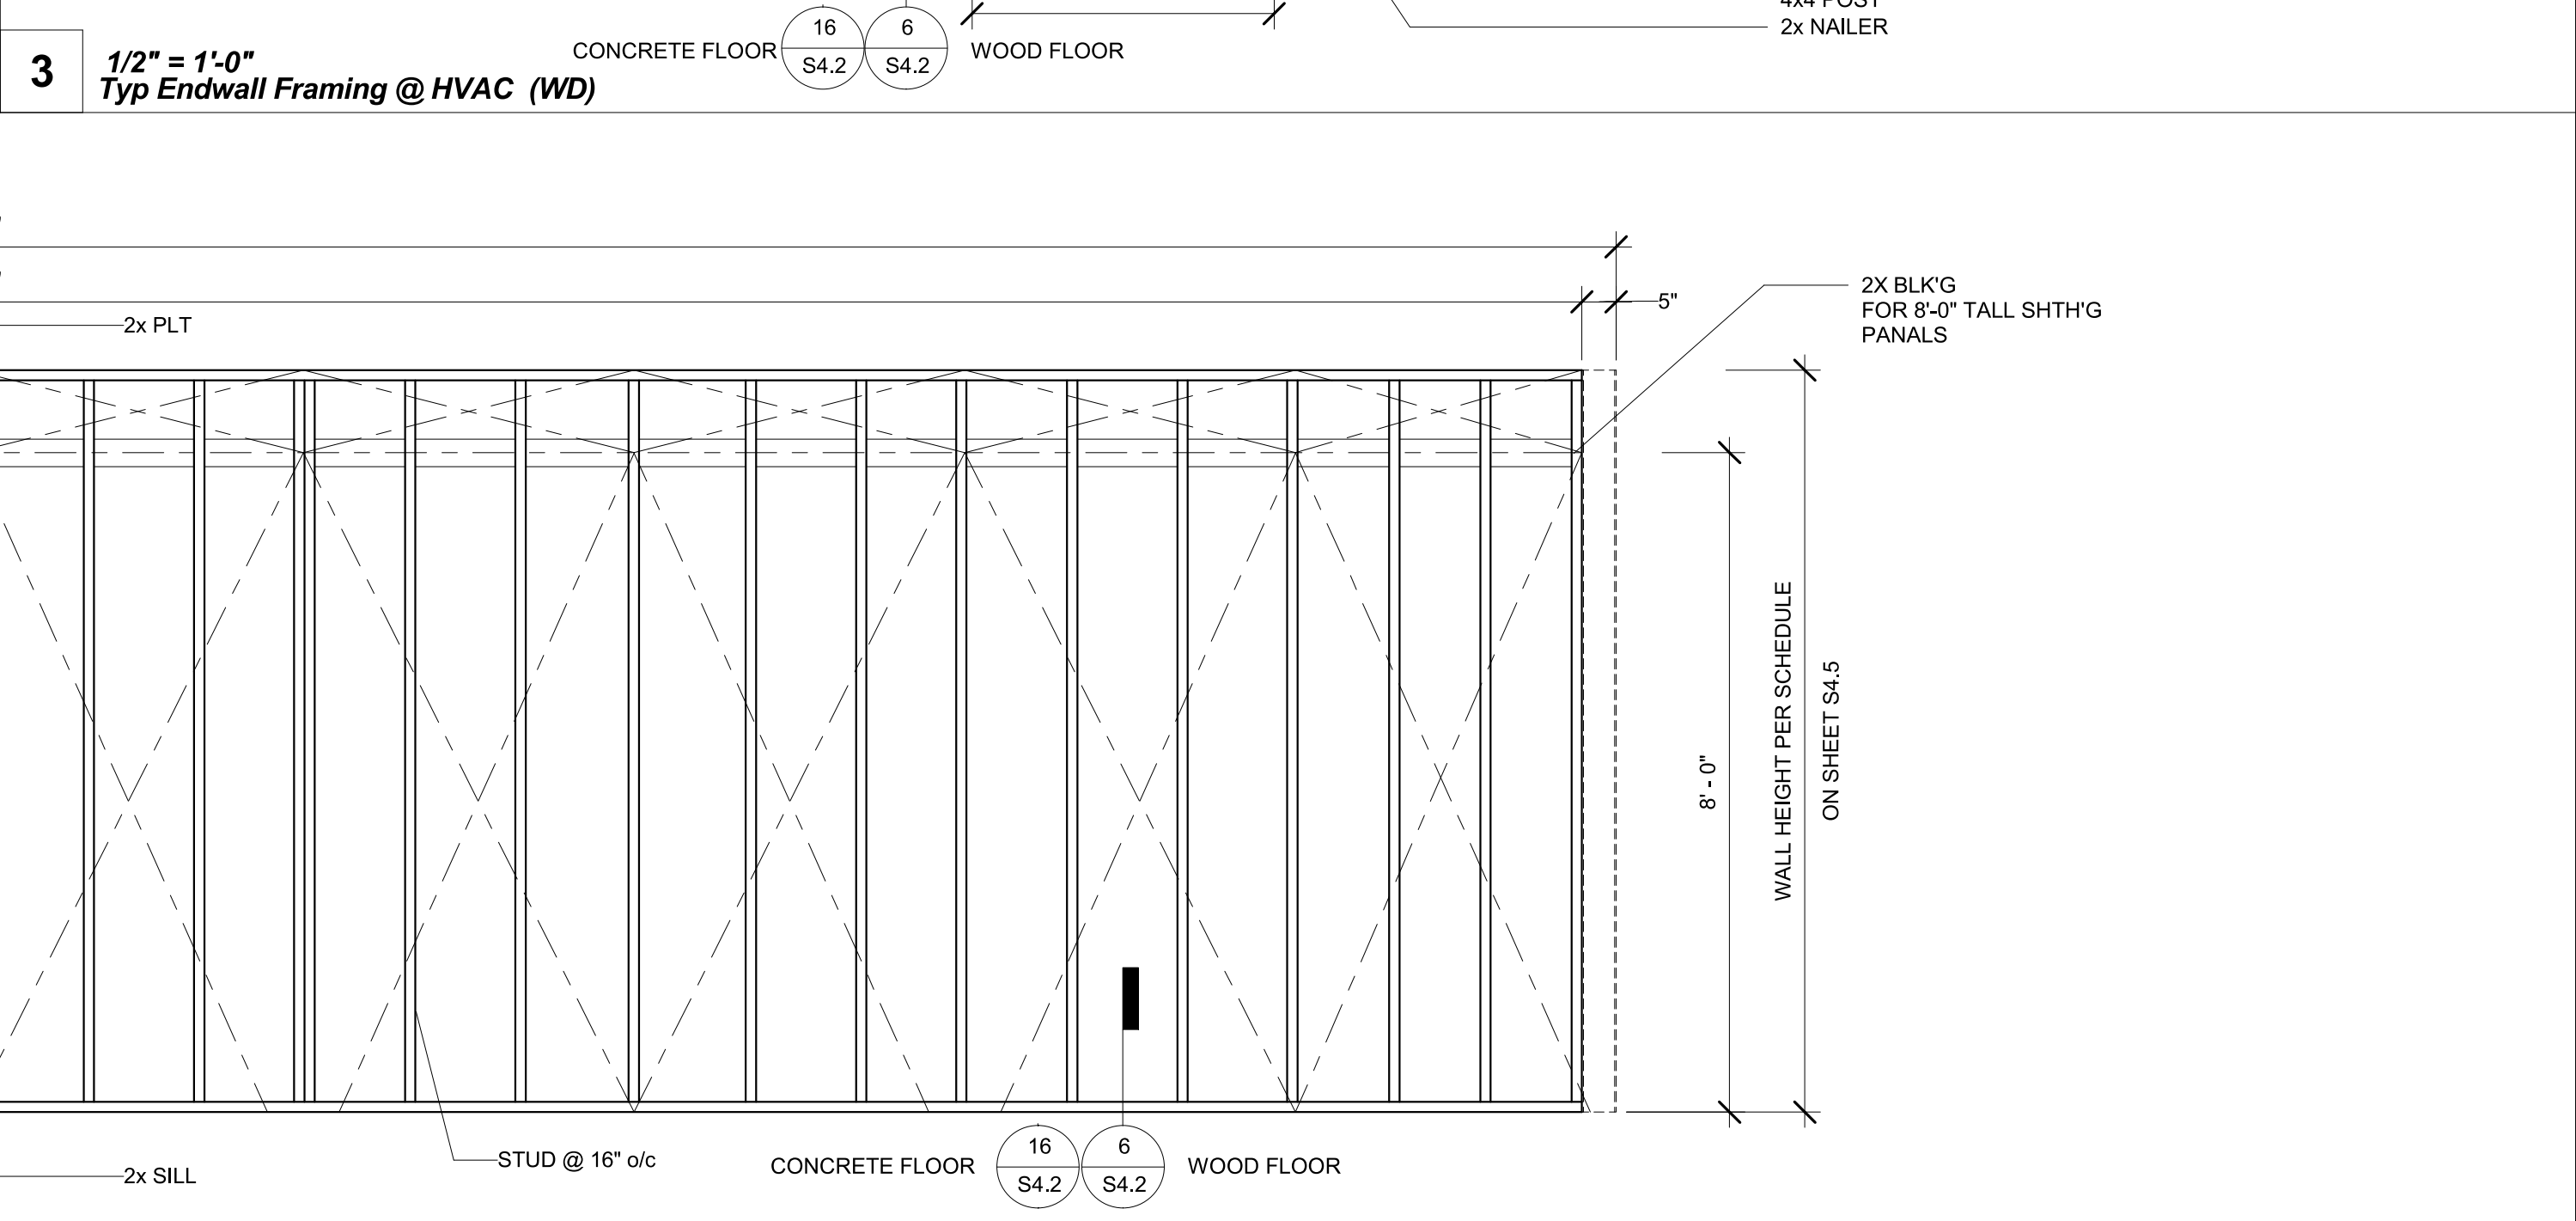 4x4 POST
2x NAILER
16
6
CONCRETE FLOOR
WOOD FLOOR
S4.2
S4.2
3
1/2" = 1'-0"
Typ Endwall Framing @ HVAC (WD)
5"
2x PLT
2X BLK'G
FOR 8'-0" TALL SHTH'G
PANALS
8' - 0"
WALL HEIGHT PER SCHEDULE
ON SHEET S4.5
STUD @ 16" o/c
2x SILL
CONCRETE FLOOR
16
S4.2
6
S4.2
WOOD FLOOR